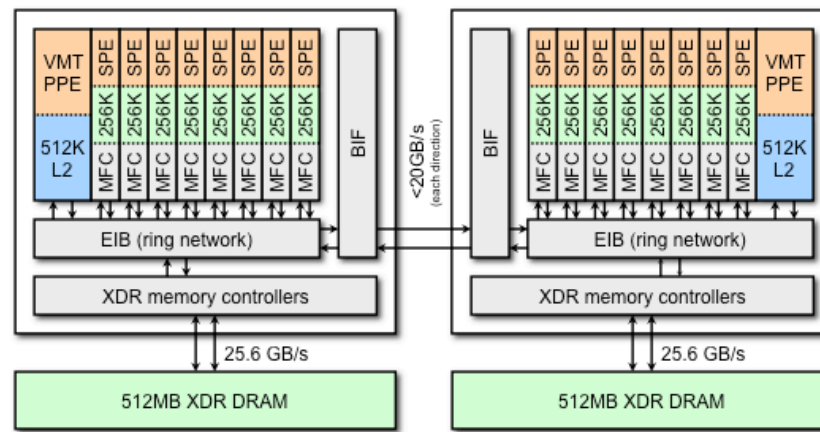 VMT
PPE
512K
L2
SPE SPE SPE SPE SPE SPE SPE SPE
256K 256K 256K 256K 256K 256K 256K 256K
MFC MFC MFC MFC MFC MFC MFC MFC
BIF
EIB (ring network)
XDR memory controllers
25.6 GB/s
512MB XDR DRAM
<20GB/s
(each direction)
BIF
SPE SPE SPE SPE SPE SPE SPE SPE
256K 256K 256K 256K 256K 256K 256K 256K
MFC MFC MFC MFC MFC MFC MFC MFC
VMT
PPE
512K
L2
EIB (ring network)
XDR memory controllers
25.6 GB/s
512MB XDR DRAM